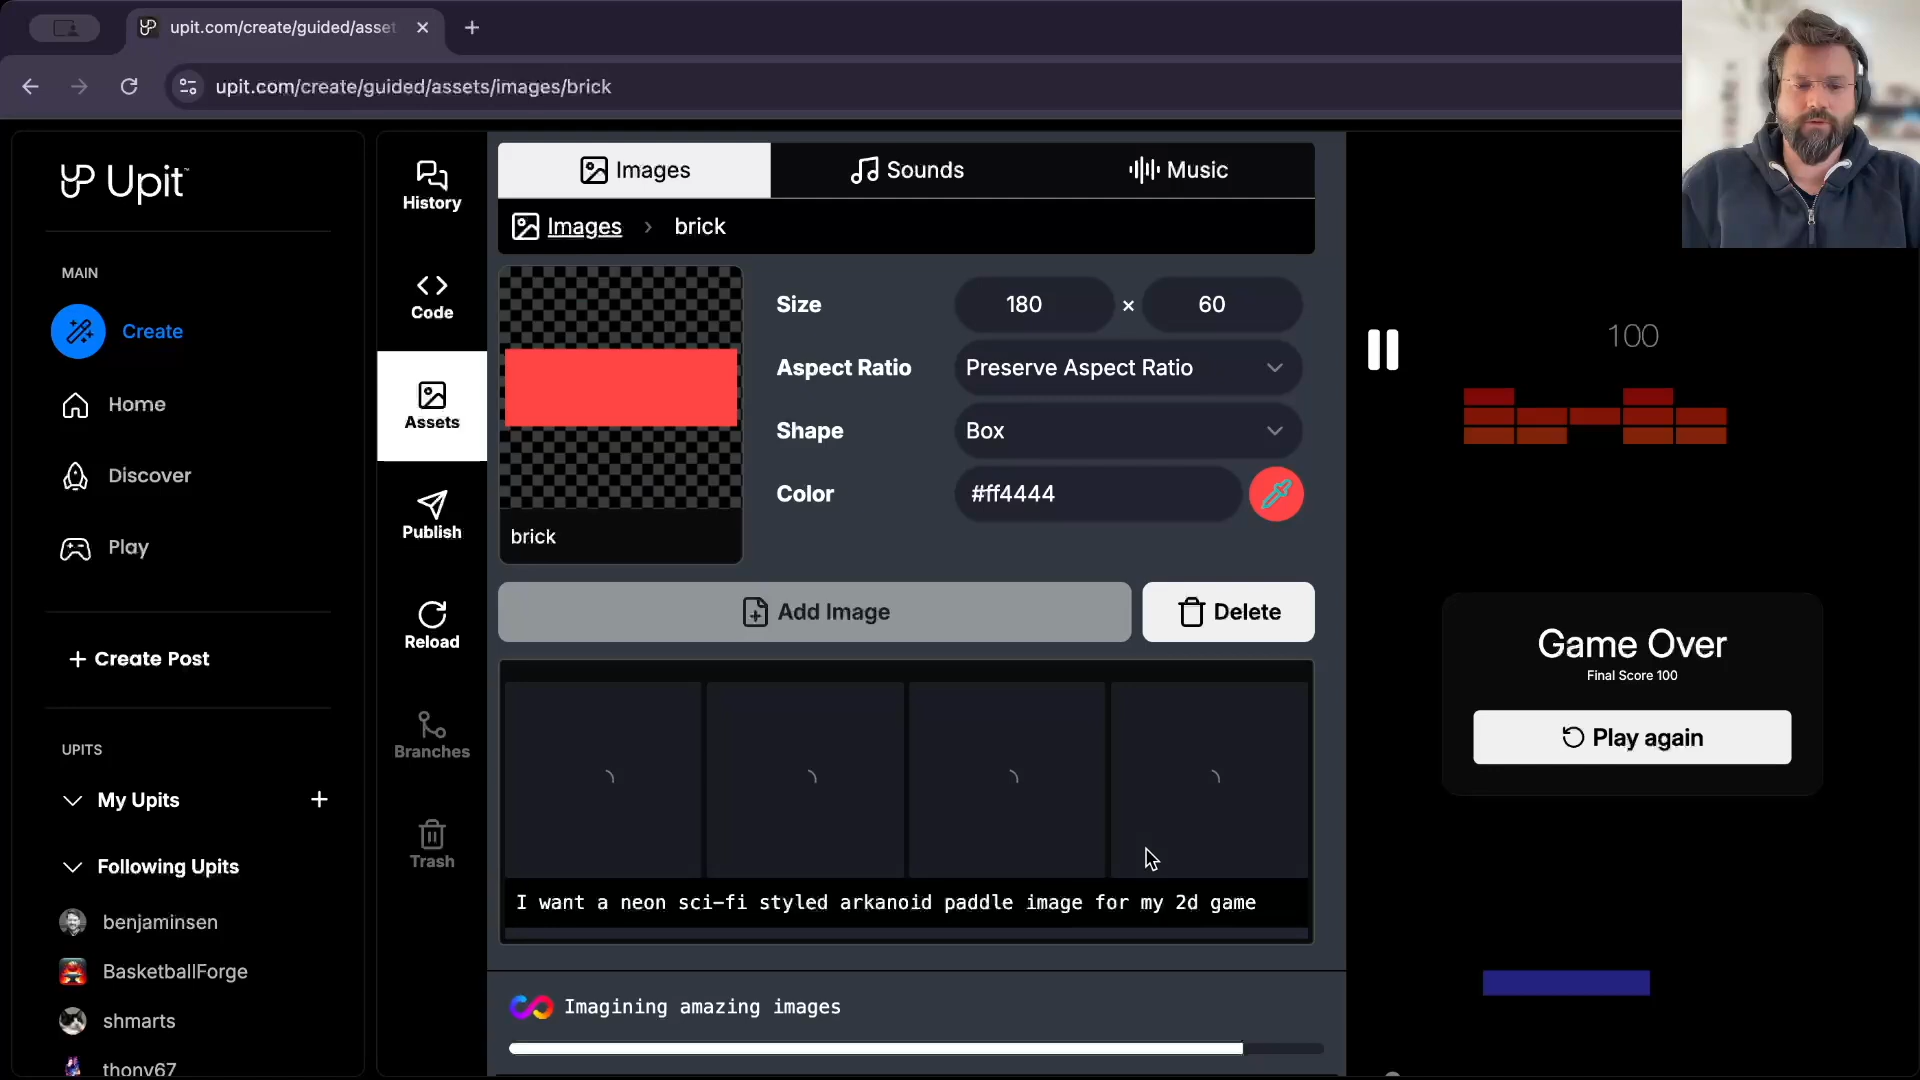 upit.com/create/guided/asset
upit.com/create/guided/assets/images/brick
Upit™
MAIN
Create
Home
Discover
Play
+ Create Post
UPITS
My Upits
Following Upits
benjaminsen
BasketballForge
shmarts
thony67
History
Code
Assets
Publish
Reload
Branches
Trash
Images
Sounds
Music
Images > brick
brick
Size 180 × 60
Aspect Ratio Preserve Aspect Ratio
Shape Box
Color #ff4444
Add Image
Delete
I want a neon sci-fi styled arkanoid paddle image for my 2d game
Imagining amazing images
100
Game Over
Final Score 100
Play again